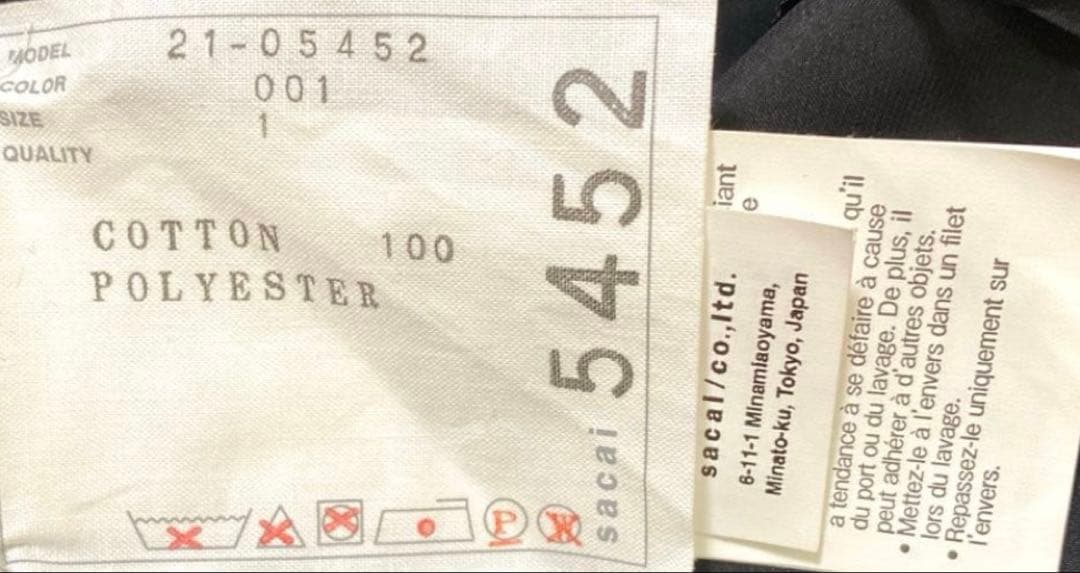 MODEL 21-05452
COLOR 001
SIZE 1
QUALITY
COTTON 100
POLYESTER
P
W
sacai 5452
iant
e
sacal/co.,ltd.
6-11-1 MInamiaoyama,
Minato-ku, Tokyo, Japan
qu'il
a tendance à se défaire à cause
du port ou du lavage. De plus, il
peut adhérer à d'autres objets.
• Mettez-le à l'envers dans un filet
lors du lavage.
• Repassez-le uniquement sur
l'envers.